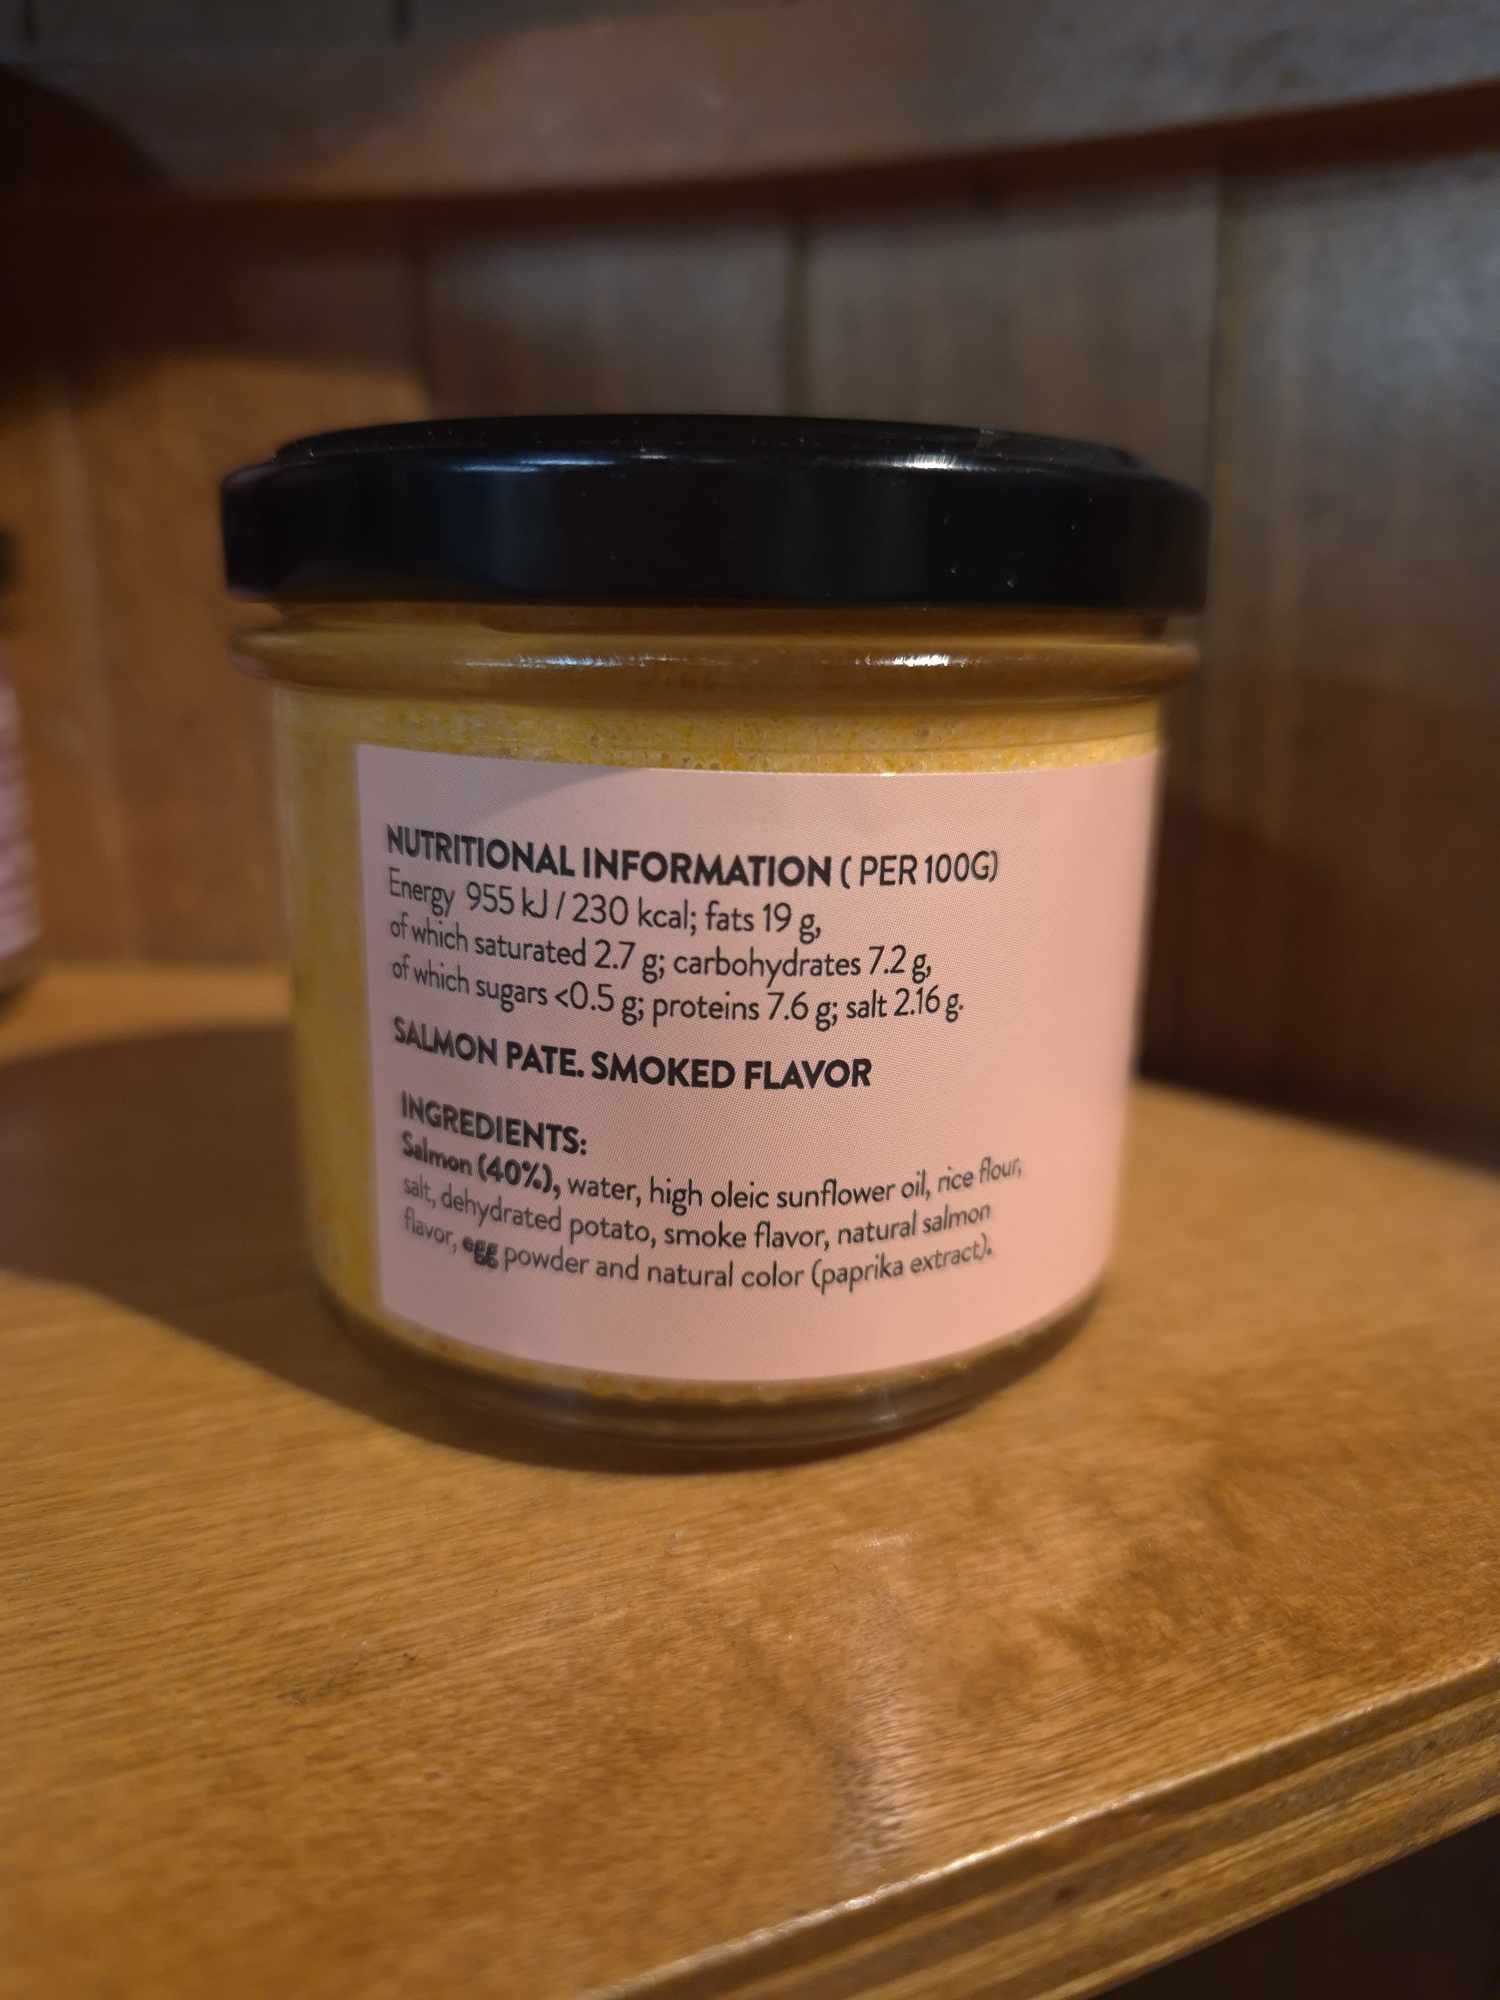 NUTRITIONAL INFORMATION ( PER 100G)
Energy 955 kJ / 230 kcal; fats 19 g,
of which saturated 2.7 g; carbohydrates 7.2 g,
of which sugars <0.5 g; proteins 7.6 g; salt 2.16 g.
SALMON PATE. SMOKED FLAVOR
INGREDIENTS:
Salmon (40%), water, high oleic sunflower oil, rice flour,
salt, dehydrated potato, smoke flavor, natural salmon
flavor, egg powder and natural color (paprika extract).